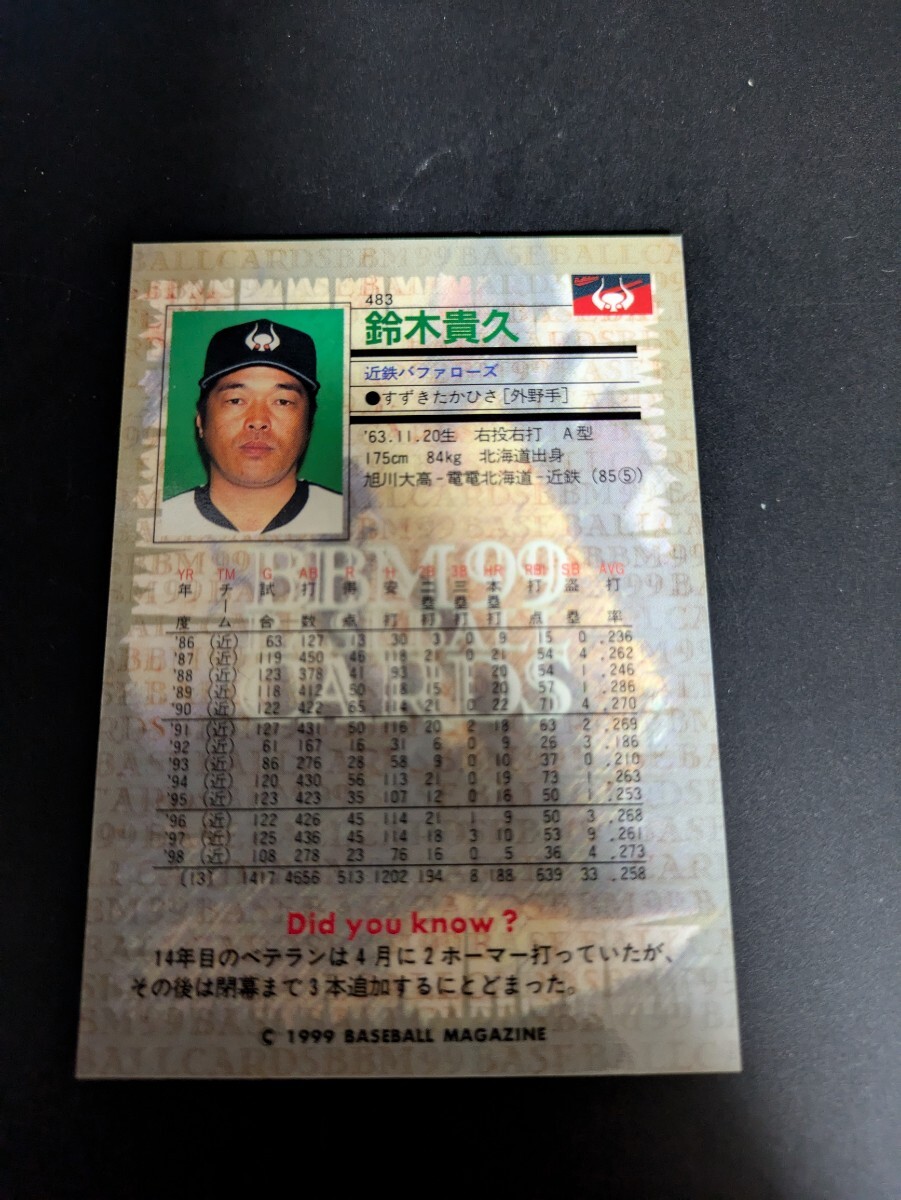 483
鈴木貴久
近鉄バファローズ
●すずきたかひさ[外野手]
'63.11.20生 右投右打 A型
175cm 84kg 北海道出身
旭川大高-電電北海道-近鉄 (85⑤)
BBM 99
CARDS
YR TM G AB R H 2B 3B HR RBI SB AVG
年度 チーム 試合 打数 得点 安打 二塁打 三塁打 本塁打 打点 盗塁 打率
'86 (近) 63 127 13 30 3 0 9 15 0 .236
'87 (近) 119 450 46 118 21 0 21 54 4 .262
'88 (近) 123 378 41 93 11 1 20 54 1 .246
'89 (近) 118 412 50 118 15 0 20 57 1 .286
'90 (近) 122 422 65 114 21 0 22 71 4 .270
'91 (近) 127 431 50 116 20 2 18 63 2 .269
'92 (近) 61 167 16 31 6 0 9 26 3 .186
'93 (近) 86 276 28 58 9 0 10 37 0 .210
'94 (近) 120 430 56 113 21 0 19 73 1 .263
'95 (近) 123 423 35 107 12 0 16 50 1 .253
'96 (近) 122 426 45 114 21 1 9 50 3 .268
'97 (近) 125 436 45 114 18 3 10 53 9 .261
'98 (近) 108 278 23 76 16 0 5 36 4 .273
[13] 1417 4656 513 1202 194 8 188 639 33 .258
Did you know?
14年目のベテランは4月に2ホーマー打っていたが、
その後は閉幕まで3本追加するにとどまった。
C 1999 BASEBALL MAGAZINE